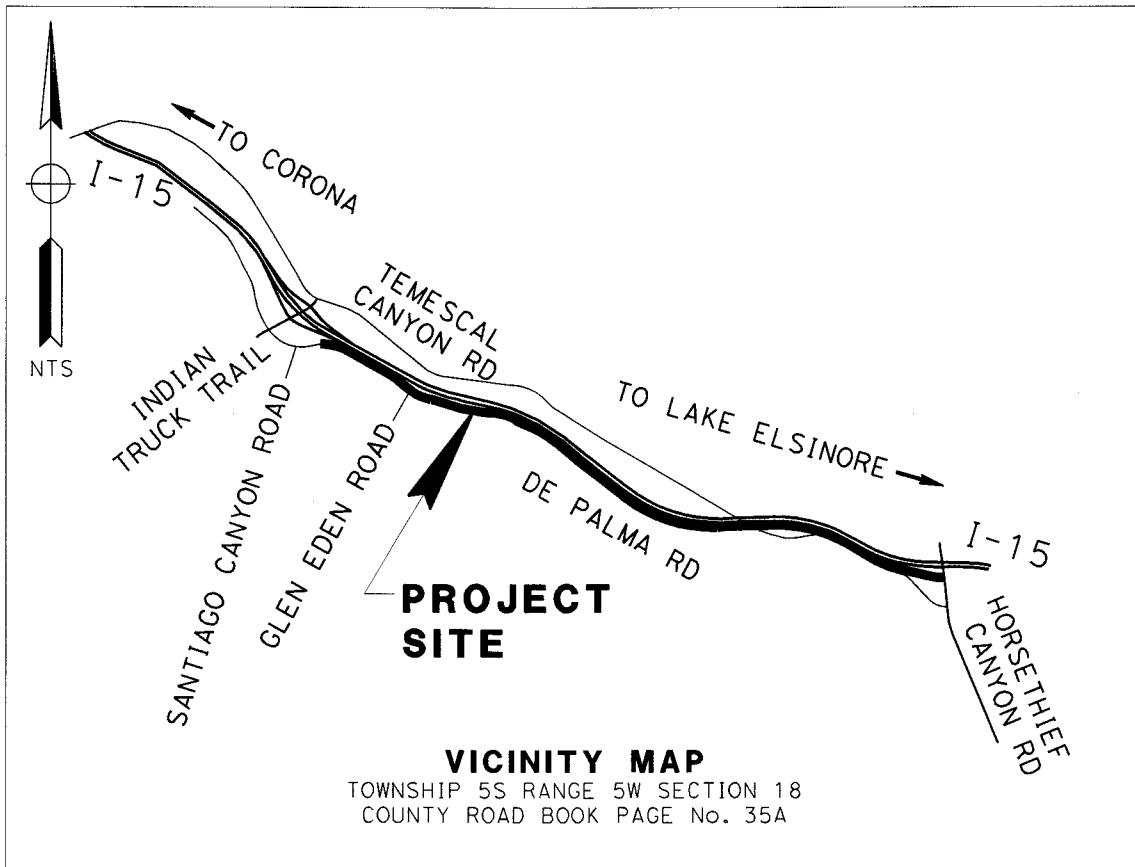 TO CORONA
I-15
NTS
TEMESCAL
CANYON RD
INDIAN
TRUCK TRAIL
SANTIAGO CANYON ROAD
GLEN EDEN ROAD
TO LAKE ELSINORE
DE PALMA RD
I-15
HORSETHIEF
CANYON RD
PROJECT
SITE
VICINITY MAP
TOWNSHIP 5S RANGE 5W SECTION 18
COUNTY ROAD BOOK PAGE No. 35A